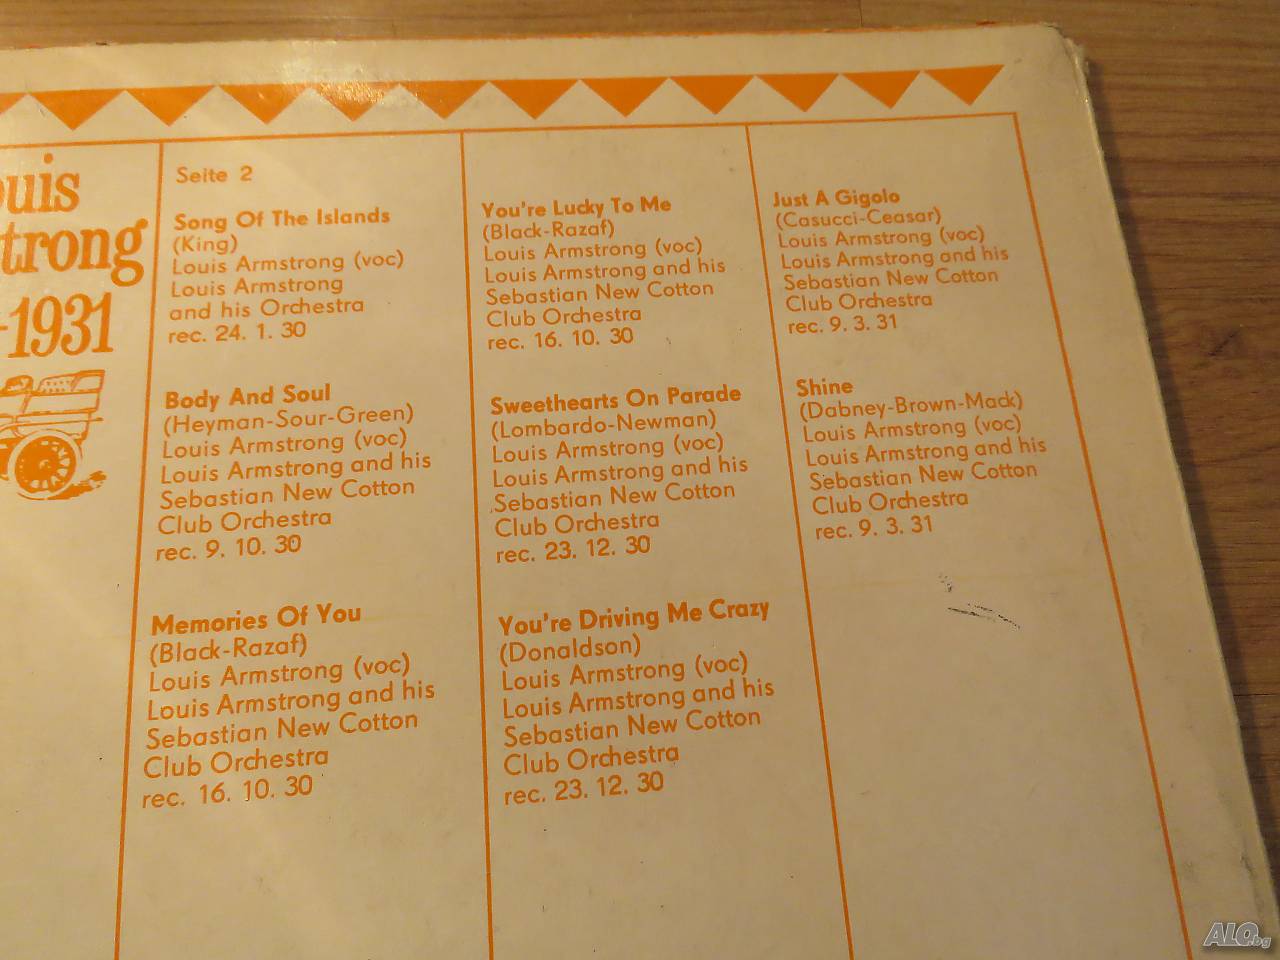 ouis
strong
-1931
Seite 2
Song Of The Islands
(King)
Louis Armstrong (voc)
Louis Armstrong
and his Orchestra
rec. 24. 1. 30
Body And Soul
(Heyman-Sour-Green)
Louis Armstrong (voc)
Louis Armstrong and his
Sebastian New Cotton
Club Orchestra
rec. 9. 10. 30
Memories Of You
(Black-Razaf)
Louis Armstrong (voc)
Louis Armstrong and his
Sebastian New Cotton
Club Orchestra
rec. 16. 10. 30
You're Lucky To Me
(Black-Razaf)
Louis Armstrong (voc)
Louis Armstrong and his
Sebastian New Cotton
Club Orchestra
rec. 16. 10. 30
Sweethearts On Parade
(Lombardo-Newman)
Louis Armstrong (voc)
Louis Armstrong and his
Sebastian New Cotton
Club Orchestra
rec. 23. 12. 30
You're Driving Me Crazy
(Donaldson)
Louis Armstrong (voc)
Louis Armstrong and his
Sebastian New Cotton
Club Orchestra
rec. 23. 12. 30
Just A Gigolo
(Casucci-Ceasar)
Louis Armstrong (voc)
Louis Armstrong and his
Sebastian New Cotton
Club Orchestra
rec. 9. 3. 31
Shine
(Dabney-Brown-Mack)
Louis Armstrong (voc)
Louis Armstrong and his
Sebastian New Cotton
Club Orchestra
rec. 9. 3. 31
ALO.bg